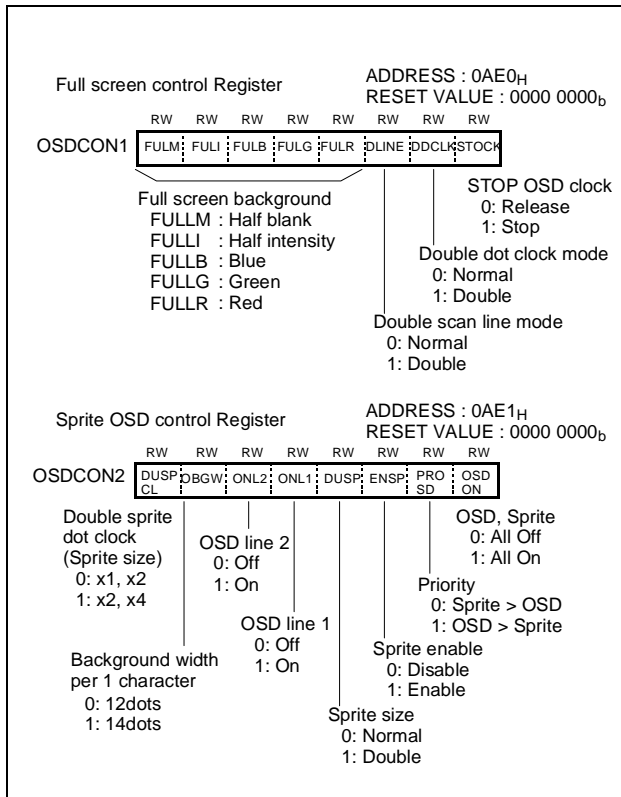 Full screen control Register
ADDRESS : 0AE0H
RESET VALUE : 0000 0000b
RW RW RW RW RW RW RW RW
OSDCON1 FULM FULI FULB FULG FULR DLINE DDCLK STOCK
Full screen background
FULLM : Half blank
FULLI : Half intensity
FULLB : Blue
FULLG : Green
FULLR : Red
STOP OSD clock
0: Release
1: Stop
Double dot clock mode
0: Normal
1: Double
Double scan line mode
0: Normal
1: Double
Sprite OSD control Register
ADDRESS : 0AE1H
RESET VALUE : 0000 0000b
RW RW RW RW RW RW RW RW
OSDCON2 DUSP CL OBGW ONL2 ONL1 DUSP ENSP PRO SD OSD ON
Double sprite
dot clock
(Sprite size)
0: x1, x2
1: x2, x4
Background width
per 1 character
0: 12dots
1: 14dots
OSD line 2
0: Off
1: On
OSD line 1
0: Off
1: On
OSD, Sprite
0: All Off
1: All On
Priority
0: Sprite > OSD
1: OSD > Sprite
Sprite enable
0: Disable
1: Enable
Sprite size
0: Normal
1: Double